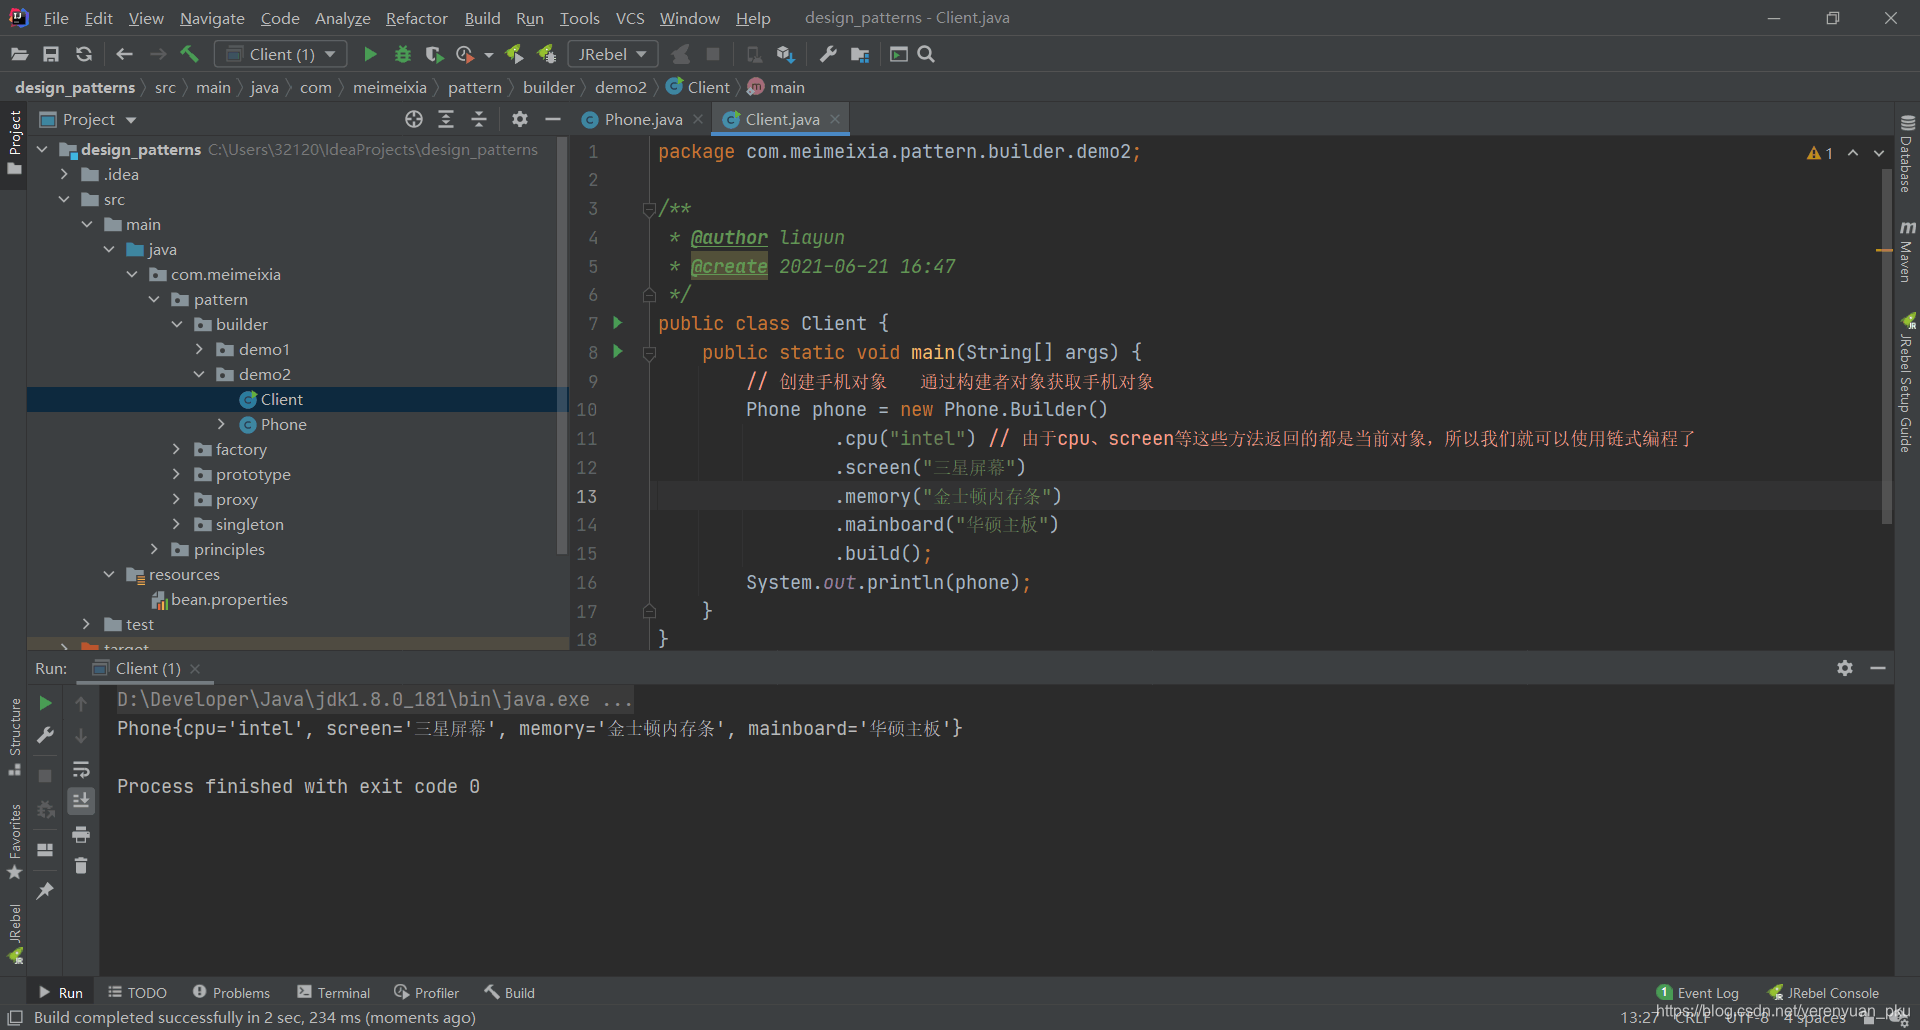 File Edit View Navigate Code Analyze Refactor Build Run Tools VCS Window Help design_patterns - Client.java
Client (1) JRebel
design_patterns src main java com meimeixia pattern builder demo2 Client main
Project
Project
design_patterns C:\Users\32120\IdeaProjects\design_patterns
.idea
src
main
java
com.meimeixia
pattern
builder
demo1
demo2
Client
Phone
factory
prototype
proxy
singleton
principles
resources
bean.properties
test
target
Phone.java Client.java
1 package com.meimeixia.pattern.builder.demo2;
2
3 /**
4 * @author liayun
5 * @create 2021-06-21 16:47
6 */
7 public class Client {
8 public static void main(String[] args) {
9 // 创建手机对象 通过构建者对象获取手机对象
10 Phone phone = new Phone.Builder()
11 .cpu("intel") // 由于cpu、screen等这些方法返回的都是当前对象，所以我们就可以使用链式编程了
12 .screen("三星屏幕")
13 .memory("金士顿内存条")
14 .mainboard("华硕主板")
15 .build();
16 System.out.println(phone);
17 }
18 }
1
Database
Maven
JRebel Setup Guide
Run: Client (1)
D:\Developer\Java\jdk1.8.0_181\bin\java.exe ...
Phone{cpu='intel', screen='三星屏幕', memory='金士顿内存条', mainboard='华硕主板'}
Process finished with exit code 0
Structure
Favorites
JRebel
Run TODO Problems Terminal Profiler Build 1 Event Log JRebel Console
Build completed successfully in 2 sec, 234 ms (moments ago) 13:27 CRLF UTF-8 4 spaces
https://blog.csdn.net/yerenyuan_pku